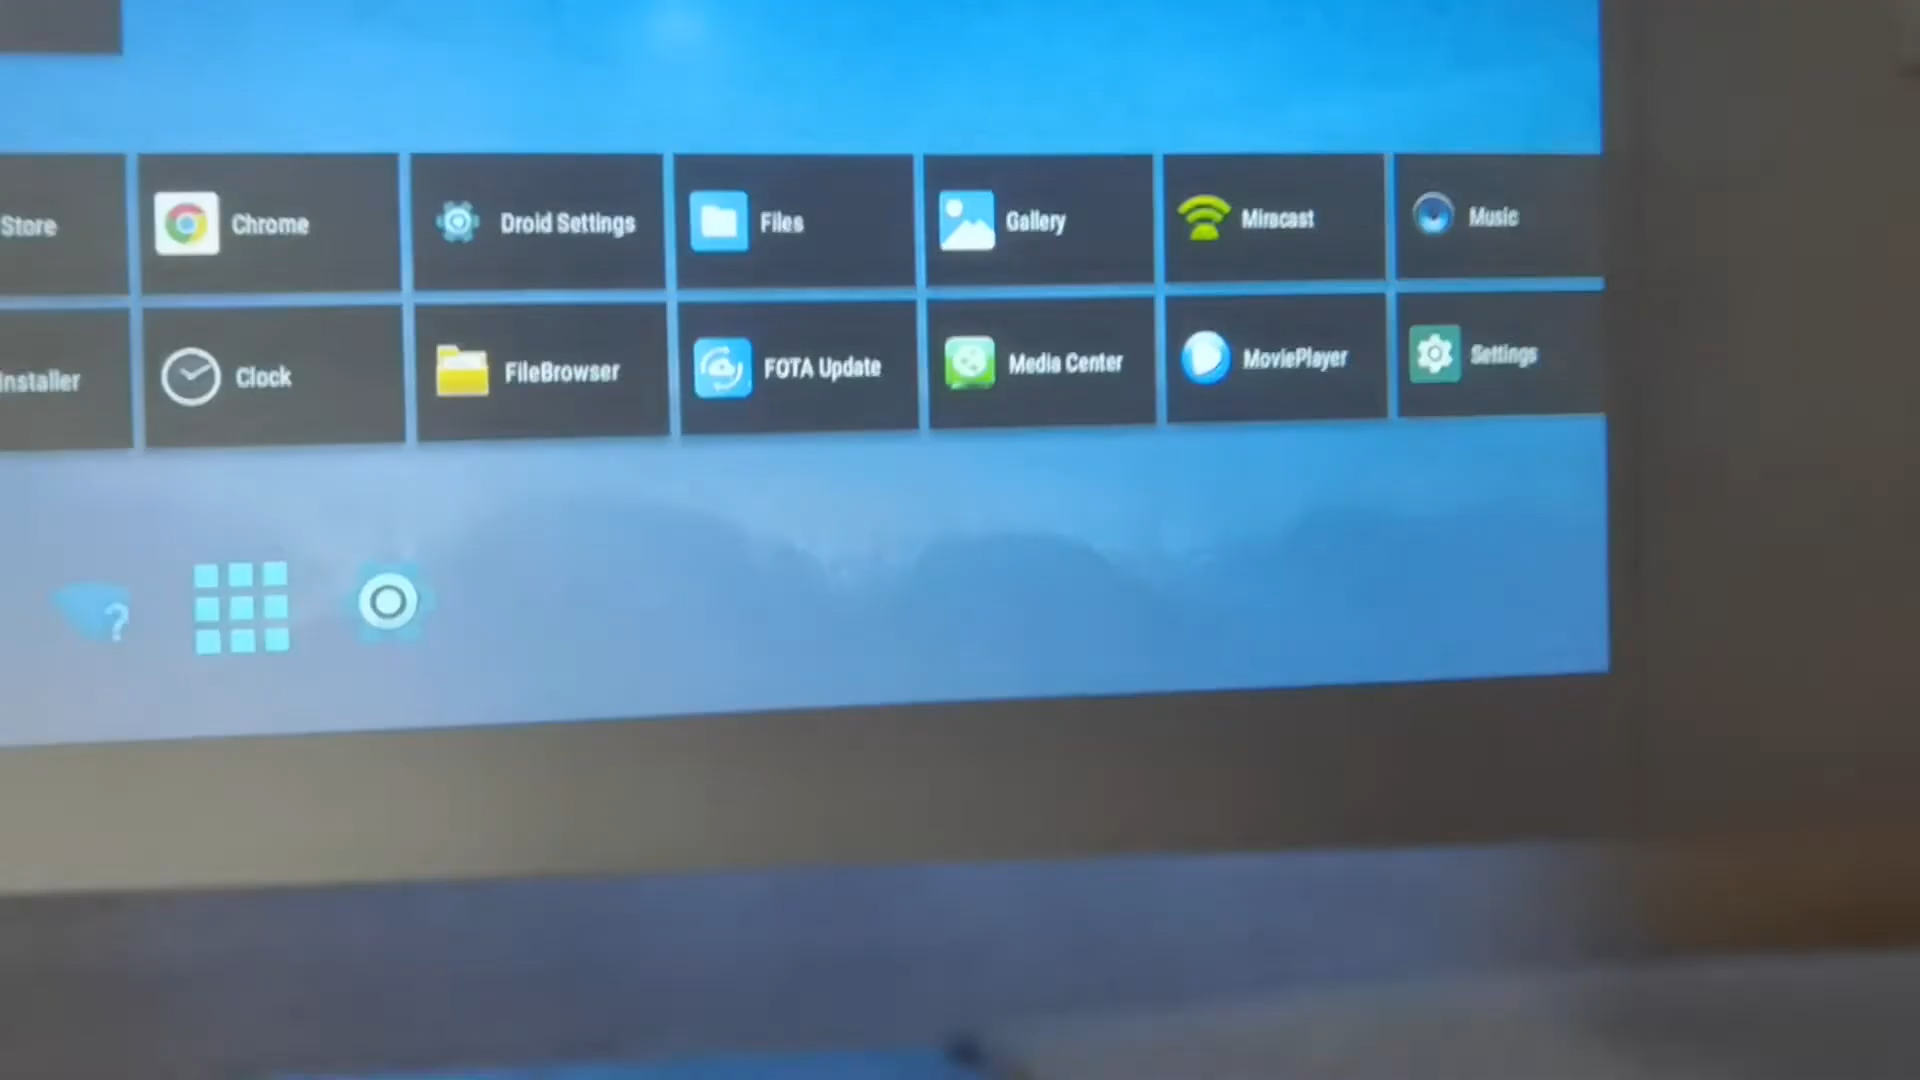 Store Chrome Droid Settings Files Gallery Miracast Music
Installer Clock FileBrowser FOTA Update Media Center MoviePlayer Settings
?